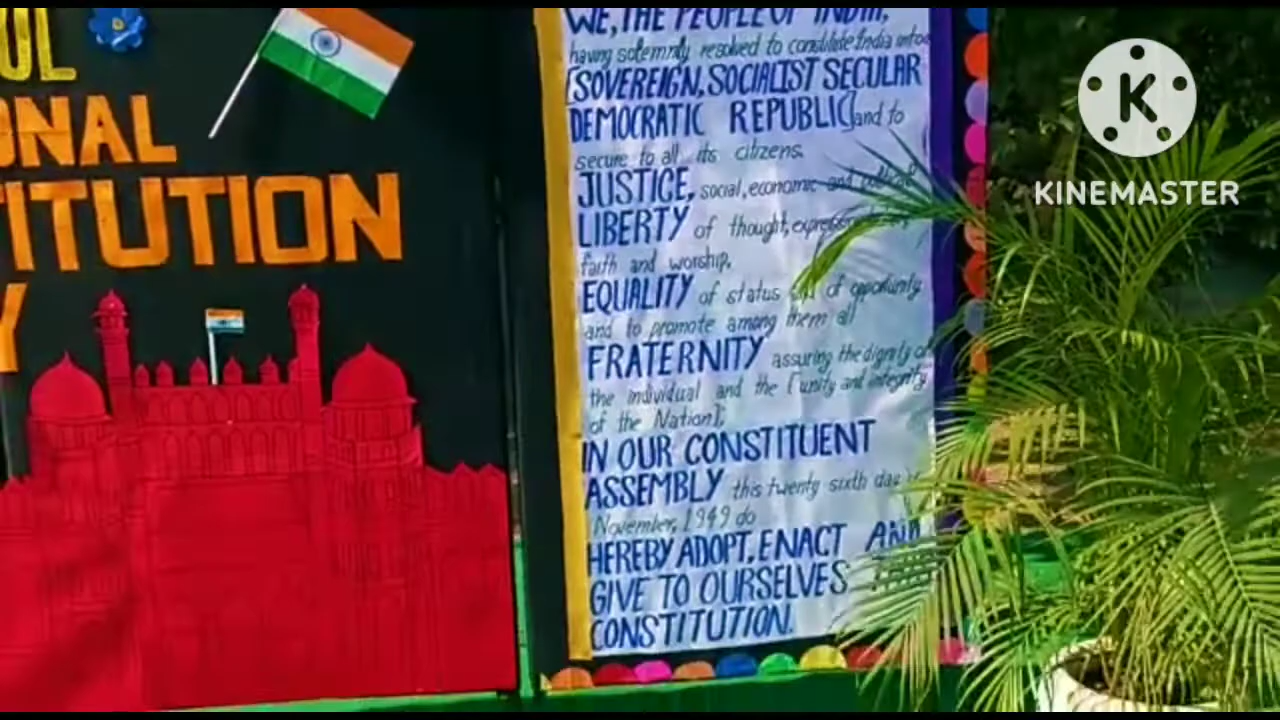 OL
ONAL
TITUTION
Y
WE, THE PEOPLE OF INDIA,
having solemnly resolved to constitute India into a
[SOVEREIGN, SOCIALIST SECULAR
DEMOCRATIC REPUBLIC] and to
secure to all its citizens.
JUSTICE, social, economic and political
LIBERTY of thought,
faith and worship.
EQUALITY of status of opportunity
and to promote among them all
FRATERNITY assuring the dignity of
the individual and the [unity and integrity
of the Nation];
IN OUR CONSTITUENT
ASSEMBLY this twenty sixth day
November, 1949 do
HEREBY ADOPT, ENACT AND
GIVE TO OURSELVES
CONSTITUTION.
K
KINEMASTER